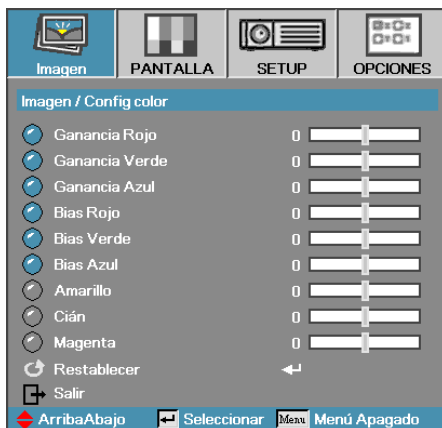 Imagen PANTALLA SETUP OPCIONES
Imagen / Config color
Ganancia Rojo 0
Ganancia Verde 0
Ganancia Azul 0
Bias Rojo 0
Bias Verde 0
Bias Azul 0
Amarillo 0
Cián 0
Magenta 0
Restablecer
Salir
ArribaAbajo Seleccionar Menu Menú Apagado